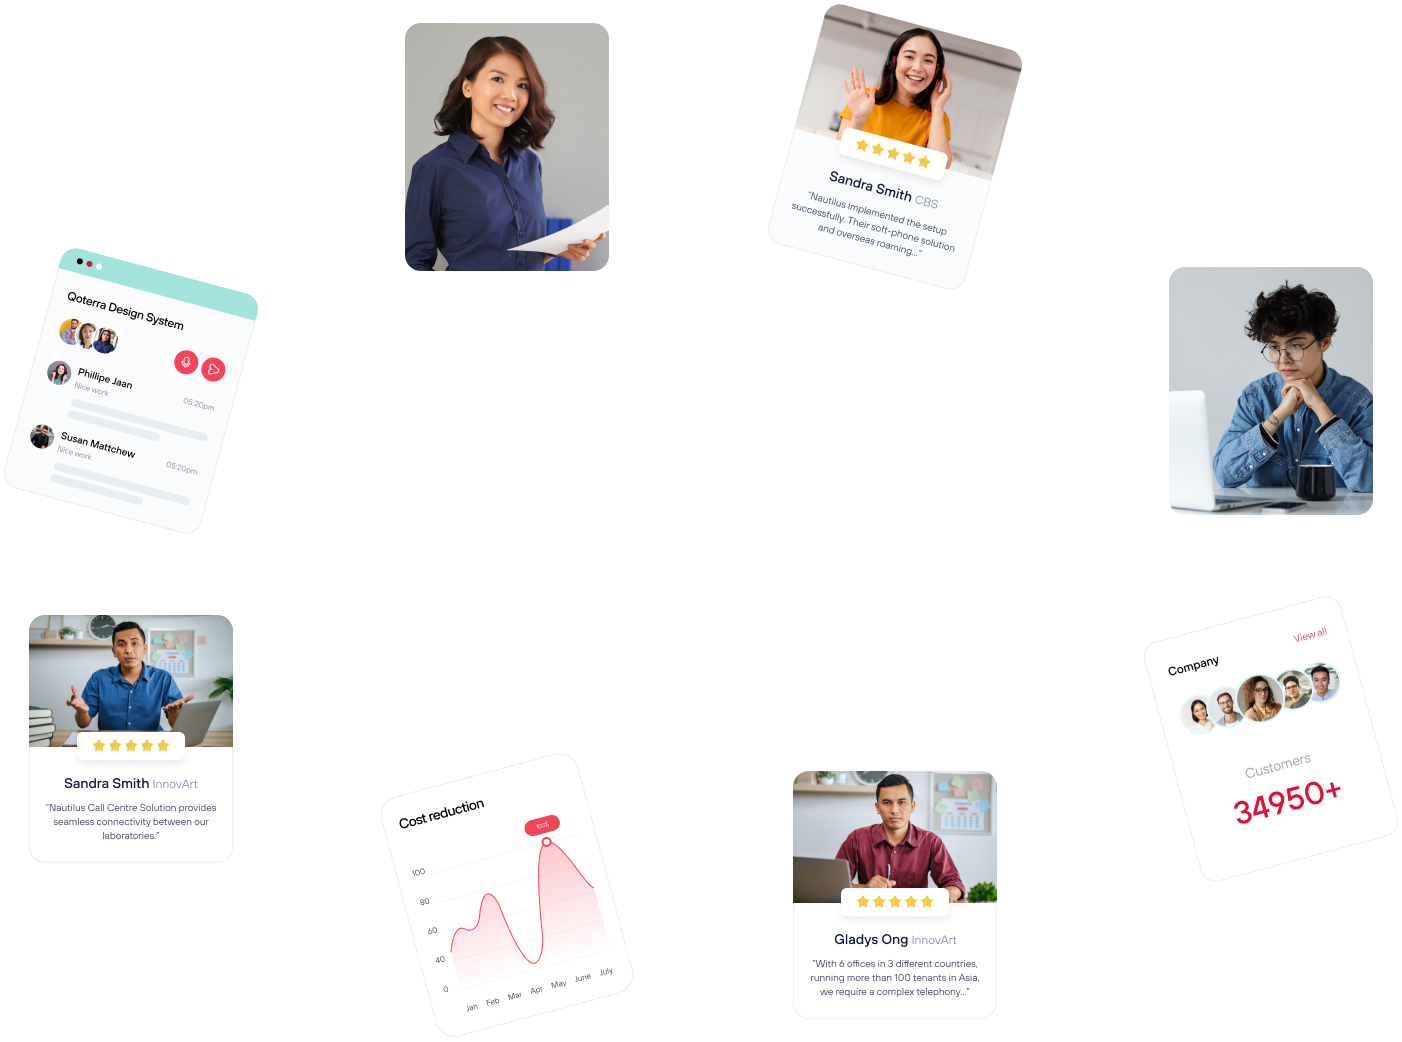 Sandra Smith CBS
“Nautilus implemented the setup
successfully. Their soft-phone solution
and overseas roaming...”
Qoterra Design System
Phillipe Jaan
Nice work
05:20pm
Susan Mattchew
Nice work
05:20pm
Sandra Smith InnovArt
“Nautilus Call Centre Solution provides
seamless connectivity between our
laboratories.”
Cost reduction
100%
100
80
60
40
0
Jan Feb Mar Apr May June July
Gladys Ong InnovArt
“With 6 offices in 3 different countries,
running more than 100 tenants in Asia,
we require a complex telephony...”
View all
Company
Customers
34950+